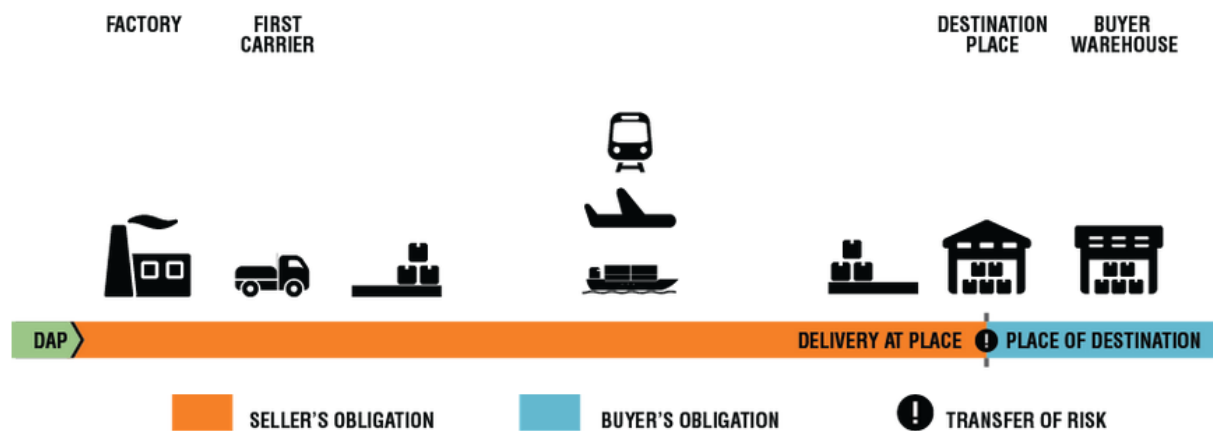 FACTORY
FIRST
CARRIER
DESTINATION
PLACE
BUYER
WAREHOUSE
DAP
DELIVERY AT PLACE
PLACE OF DESTINATION
SELLER'S OBLIGATION
BUYER'S OBLIGATION
TRANSFER OF RISK